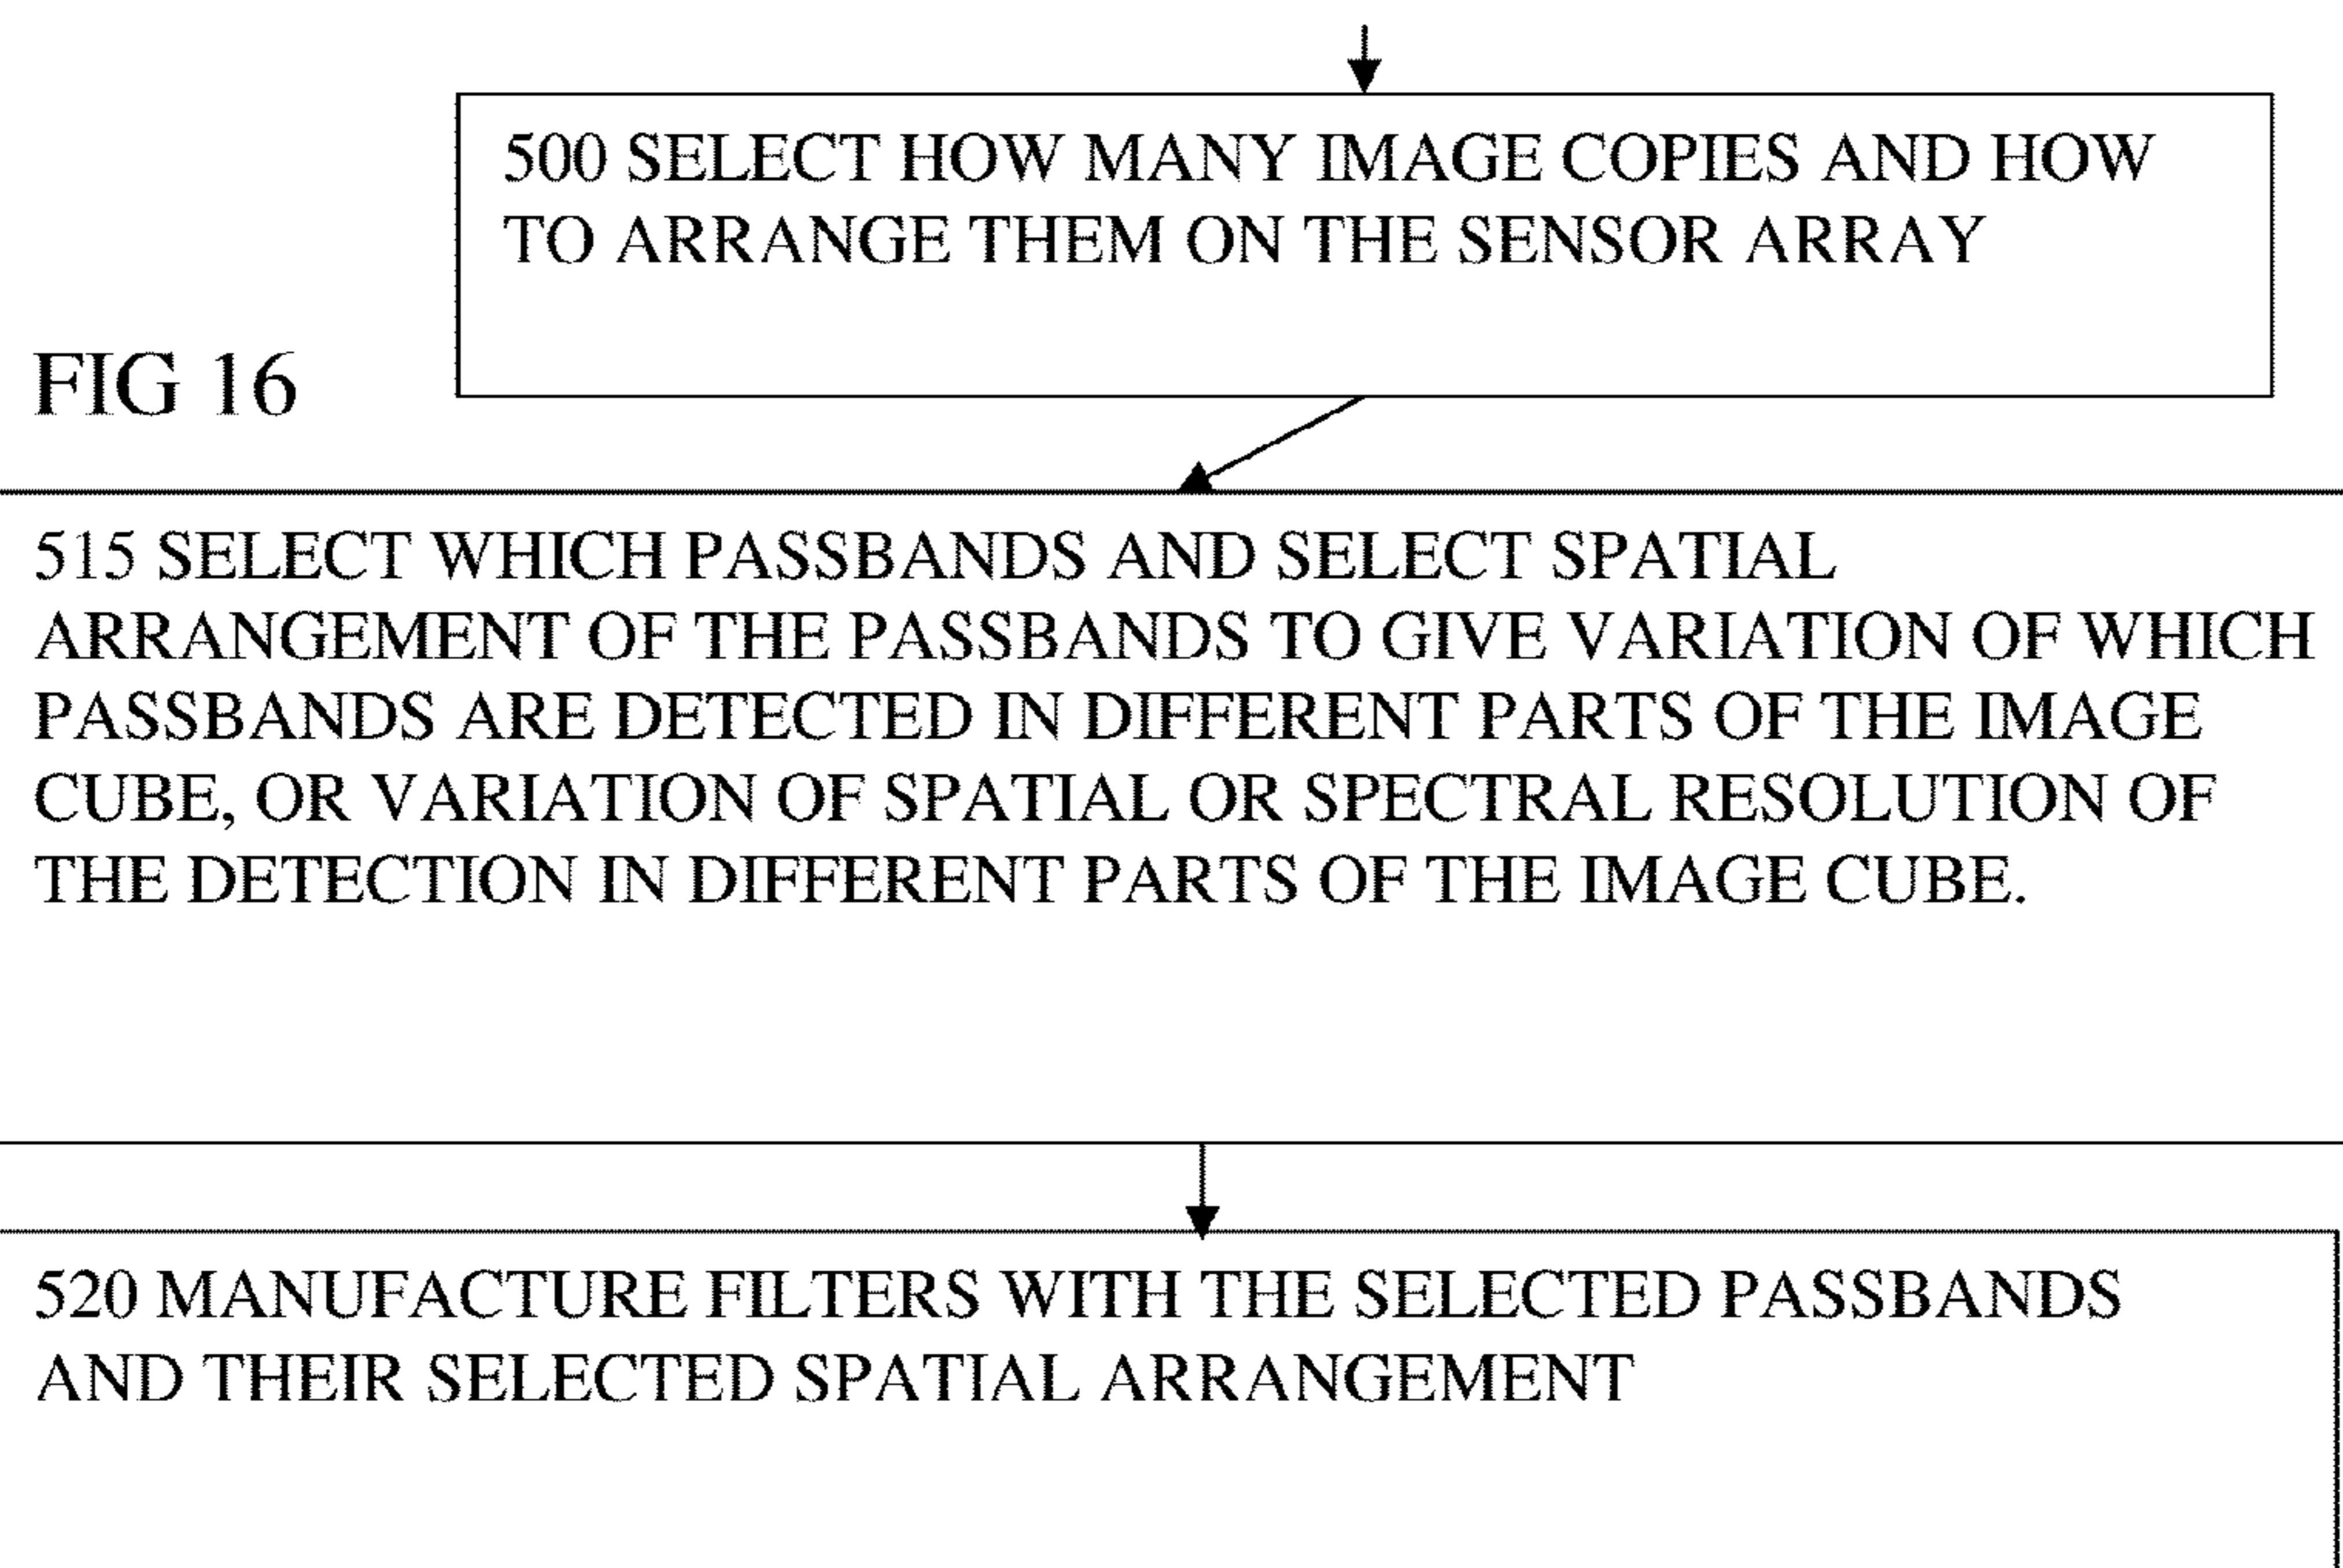 500 SELECT HOW MANY IMAGE COPIES AND HOW
TO ARRANGE THEM ON THE SENSOR ARRAY
FIG 16
515 SELECT WHICH PASSBANDS AND SELECT SPATIAL
ARRANGEMENT OF THE PASSBANDS TO GIVE VARIATION OF WHICH
PASSBANDS ARE DETECTED IN DIFFERENT PARTS OF THE IMAGE
CUBE, OR VARIATION OF SPATIAL OR SPECTRAL RESOLUTION OF
THE DETECTION IN DIFFERENT PARTS OF THE IMAGE CUBE.
520 MANUFACTURE FILTERS WITH THE SELECTED PASSBANDS
AND THEIR SELECTED SPATIAL ARRANGEMENT